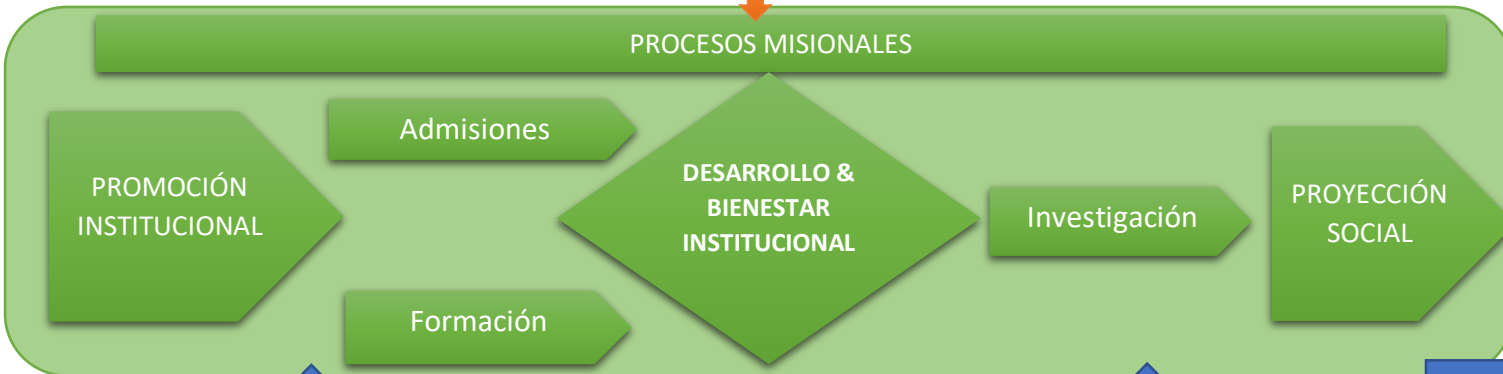 PROCESOS MISIONALES
PROMOCIÓN
INSTITUCIONAL
Admisiones
Formación
DESARROLLO &
BIENESTAR
INSTITUCIONAL
Investigación
PROYECCIÓN
SOCIAL